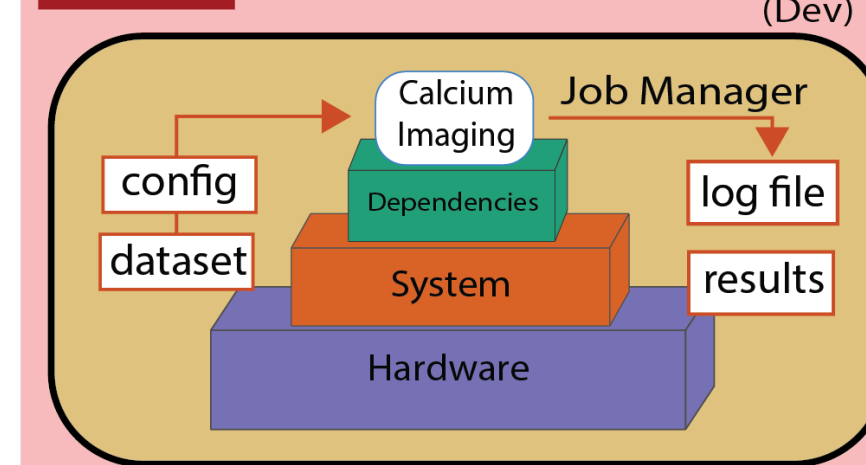 (Dev)
Calcium
Imaging
Job Manager
config
dataset
Dependencies
log file
System
results
Hardware